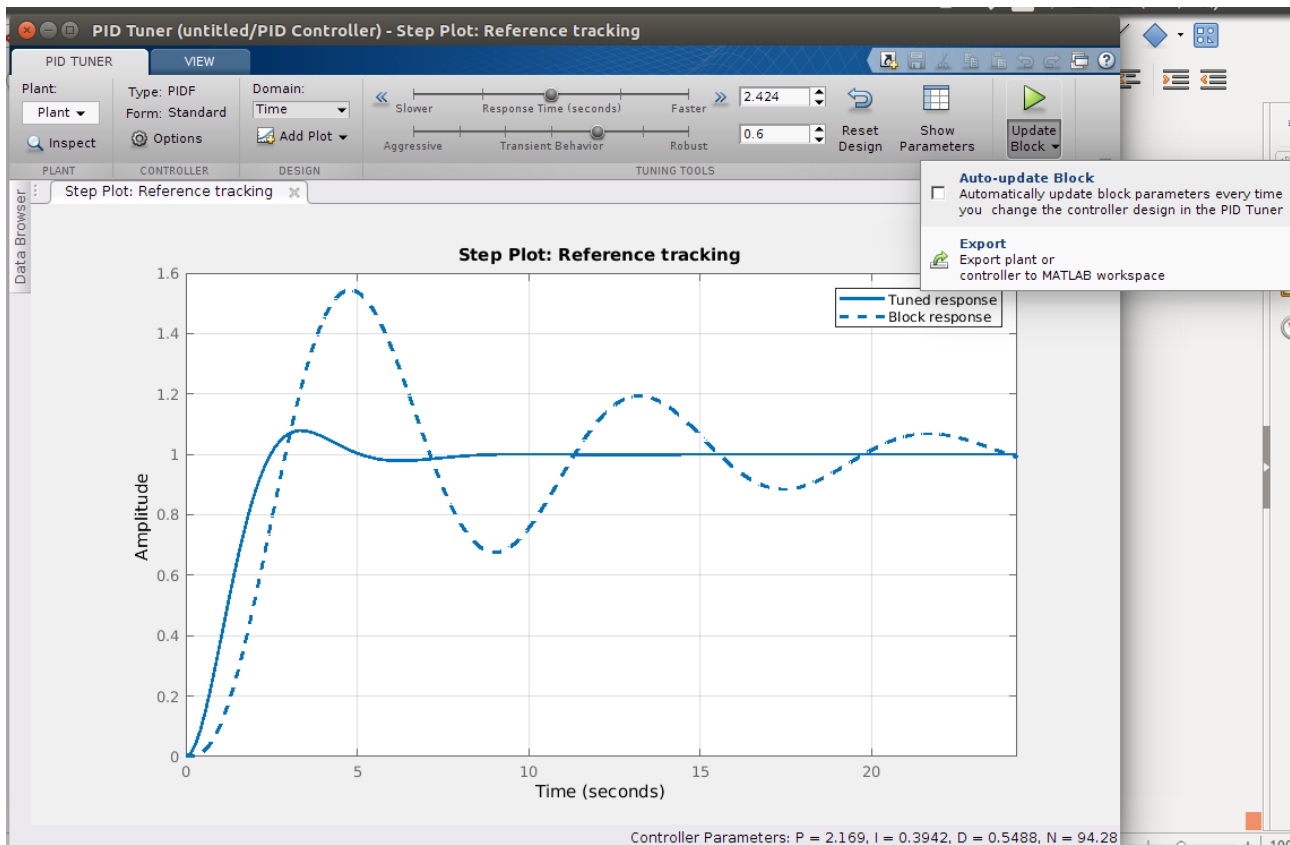 PID Tuner (untitled/PID Controller) - Step Plot: Reference tracking
PID TUNER
VIEW
Plant:
Plant
Inspect
PLANT
Type: PIDF
Form: Standard
Options
CONTROLLER
Domain:
Time
Add Plot
DESIGN
Slower
Response Time (seconds)
Faster
2.424
Aggressive
Transient Behavior
Robust
0.6
Reset
Design
Show
Parameters
TUNING TOOLS
Update
Block
Auto-update Block
Automatically update block parameters every time
you change the controller design in the PID Tuner
Export
Export plant or
controller to MATLAB workspace
Data Browser
Step Plot: Reference tracking
Step Plot: Reference tracking
Tuned response
Block response
Amplitude
1.6
1.4
1.2
1
0.8
0.6
0.4
0.2
0
0
5
10
15
20
Time (seconds)
Controller Parameters: P = 2.169, I = 0.3942, D = 0.5488, N = 94.28